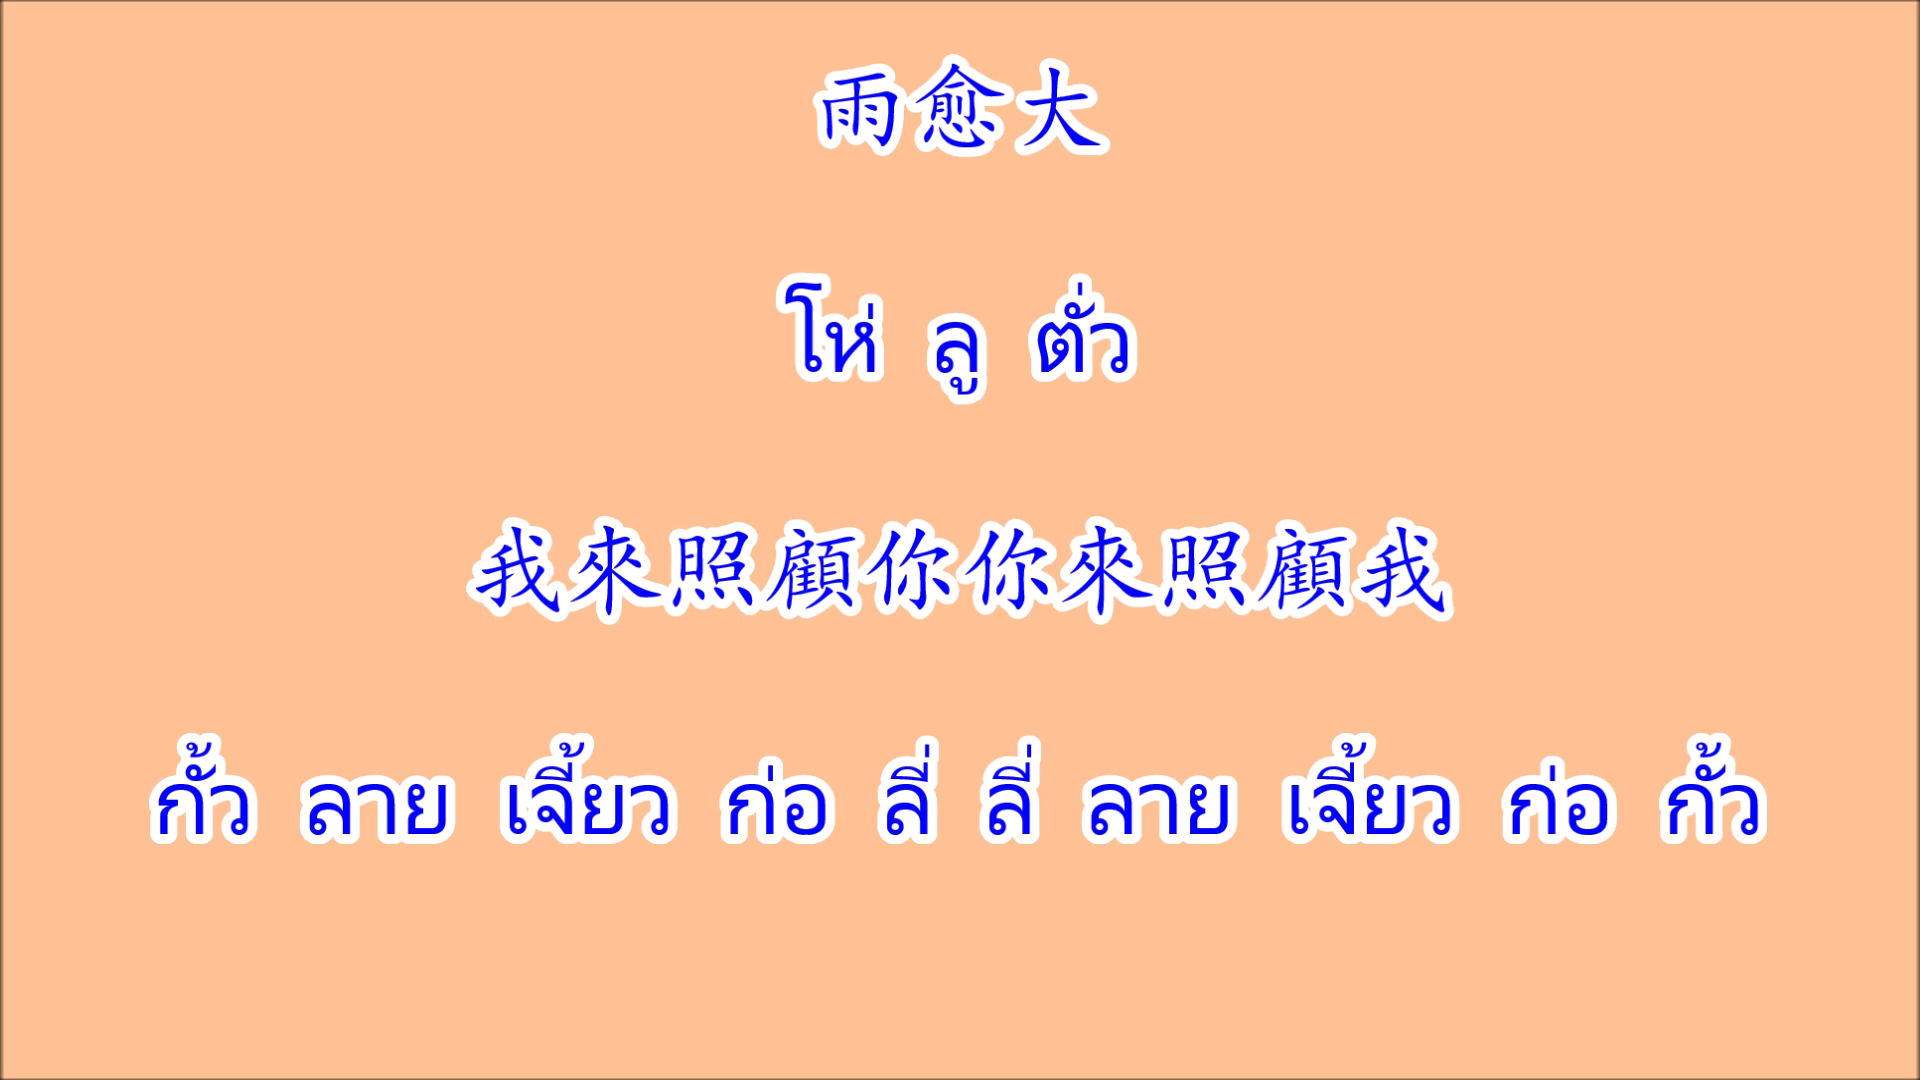 雨愈大
โห่ ลู ตั่ว
我來照顧你你來照顧我
กั้ว ลาย เจี้ยว ก่อ ลี่ ลี่ ลาย เจี้ยว ก่อ กั้ว